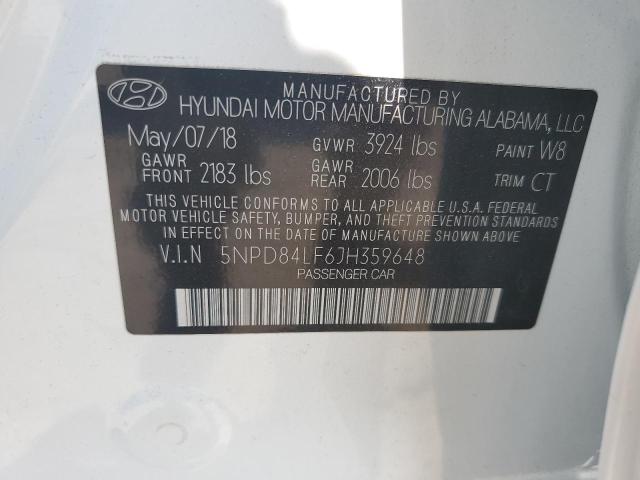 MANUFACTURED BY
HYUNDAI MOTOR MANUFACTURING ALABAMA, LLC
May/07/18 GVWR 3924 lbs PAINT W8
GAWR FRONT 2183 lbs GAWR REAR 2006 lbs TRIM CT
THIS VEHICLE CONFORMS TO ALL APPLICABLE U.S.A. FEDERAL
MOTOR VEHICLE SAFETY, BUMPER, AND THEFT PREVENTION STANDARDS
IN EFFECT ON THE DATE OF MANUFACTURE SHOWN ABOVE.
V.I.N 5NPD84LF6JH359648
PASSENGER CAR